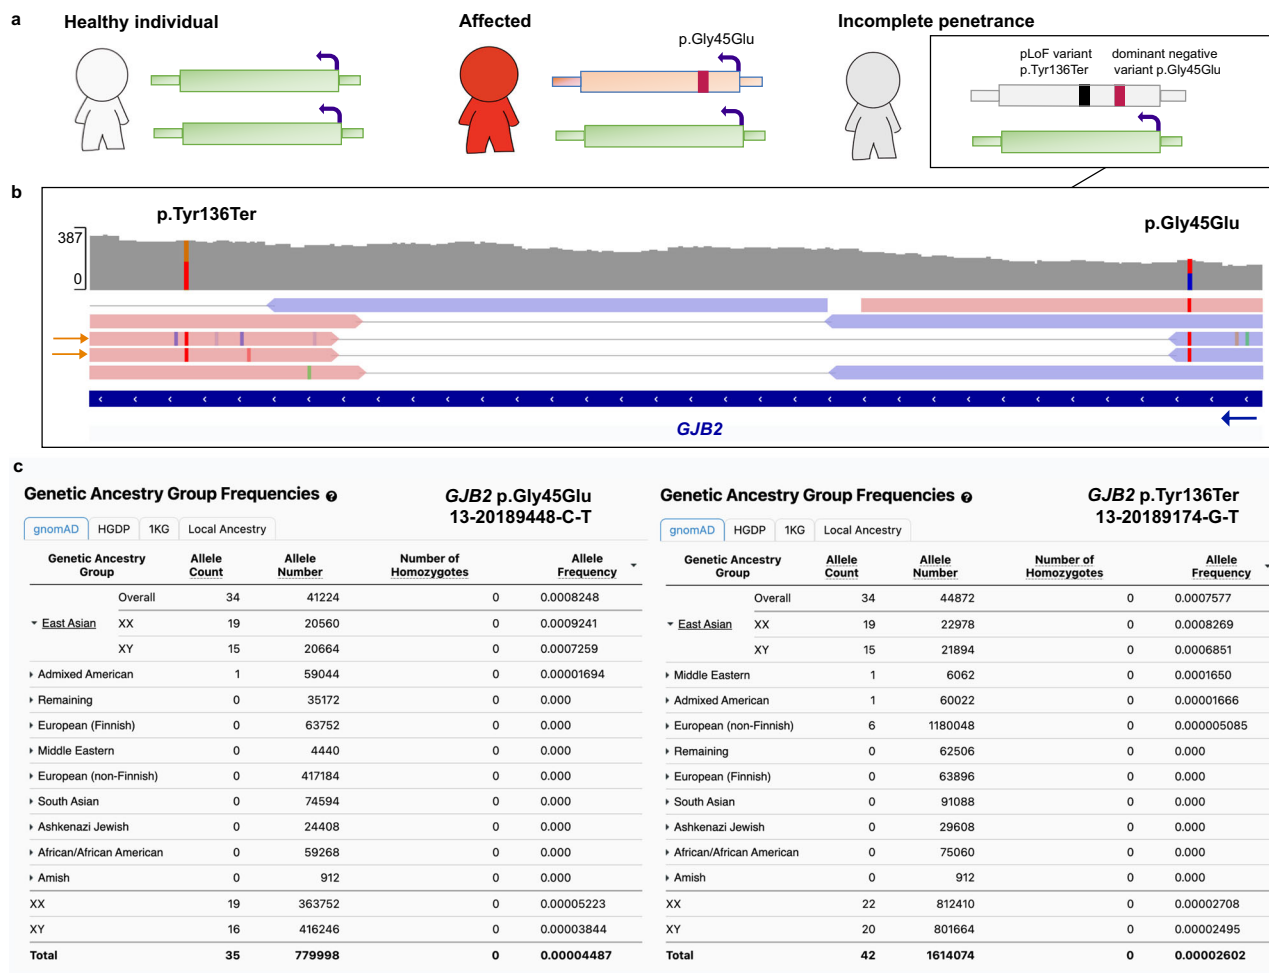 a
Healthy individual
Affected
p.Gly45Glu
Incomplete penetrance
pLoF variant
p.Tyr136Ter
dominant negative
variant p.Gly45Glu
b
p.Tyr136Ter
p.Gly45Glu
387
0
GJB2
c
Genetic Ancestry Group Frequencies ?
GJB2 p.Gly45Glu
13-20189448-C-T
gnomAD HGDP 1KG Local Ancestry
Genetic Ancestry Group Allele Count Allele Number Number of Homozygotes Allele Frequency
Overall 34 41224 0 0.0008248
East Asian XX 19 20560 0 0.0009241
XY 15 20664 0 0.0007259
Admixed American 1 59044 0 0.00001694
Remaining 0 35172 0 0.000
European (Finnish) 0 63752 0 0.000
Middle Eastern 0 4440 0 0.000
European (non-Finnish) 0 417184 0 0.000
South Asian 0 74594 0 0.000
Ashkenazi Jewish 0 24408 0 0.000
African/African American 0 59268 0 0.000
Amish 0 912 0 0.000
XX 19 363752 0 0.00005223
XY 16 416246 0 0.00003844
Total 35 779998 0 0.00004487
Genetic Ancestry Group Frequencies ?
GJB2 p.Tyr136Ter
13-20189174-G-T
gnomAD HGDP 1KG Local Ancestry
Genetic Ancestry Group Allele Count Allele Number Number of Homozygotes Allele Frequency
Overall 34 44872 0 0.0007577
East Asian XX 19 22978 0 0.0008269
XY 15 21894 0 0.0006851
Middle Eastern 1 6062 0 0.0001650
Admixed American 1 60022 0 0.00001666
European (non-Finnish) 6 1180048 0 0.000005085
Remaining 0 62506 0 0.000
European (Finnish) 0 63896 0 0.000
South Asian 0 91088 0 0.000
Ashkenazi Jewish 0 29608 0 0.000
African/African American 0 75060 0 0.000
Amish 0 912 0 0.000
XX 22 812410 0 0.00002708
XY 20 801664 0 0.00002495
Total 42 1614074 0 0.00002602